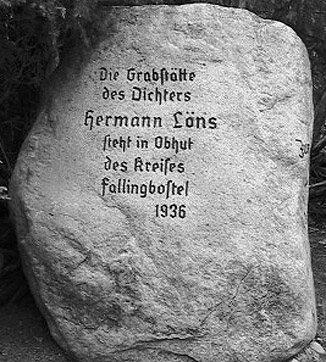 Die Grabstätte
des Dichters
Hermann Löns
steht in Obhut
des Kreises
Fallingbostel
1936